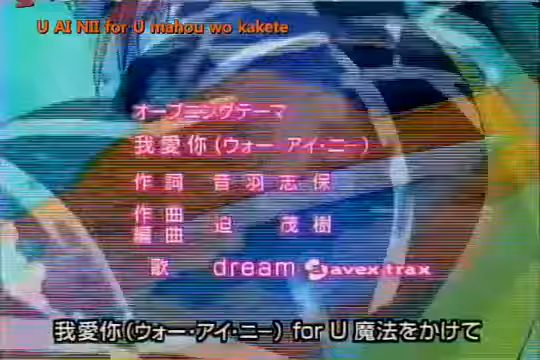 U AI NII for U mahou wo kakete
オープニングテーマ
我愛你(ウォー・アイ・ニー)
作詞 音羽志保
作曲
編曲 迫 茂樹
歌 dream avex trax
我愛你(ウォー・アイ・ニー) for U 魔法をかけて